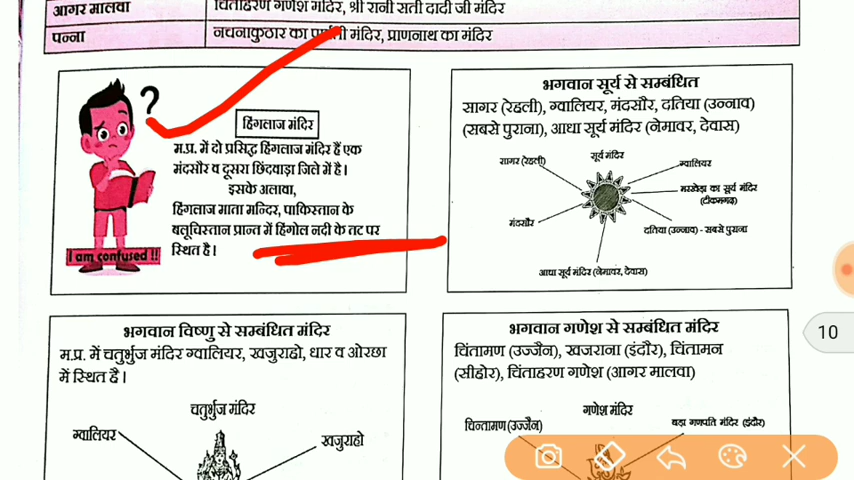 आगर मालवा
चिंताहरण गणेश मंदिर, श्री रानी सती दादी जी मंदिर
पन्ना
नचनाकुठार का पार्वती मंदिर, प्राणनाथ का मंदिर
?
हिंगलाज मंदिर
म.प्र. में दो प्रसिद्ध हिंगलाज मंदिर हैं एक
मंदसौर व दूसरा छिंदवाड़ा जिले में है।
इसके अलावा,
हिंगलाज माता मन्दिर, पाकिस्तान के
बलूचिस्तान प्रान्त में हिंगोल नदी के तट पर
स्थित है।
I am confused !!
भगवान सूर्य से सम्बंधित
सागर (रेहली), ग्वालियर, मंदसौर, दतिया (उन्नाव)
(सबसे पुराना), आधा सूर्य मंदिर (नेमावर, देवास)
सूर्य मंदिर
सागर (रेहली)
ग्वालियर
मरखेड़ा का सूर्य मंदिर
(टीकमगढ़)
मंदसौर
दतिया (उन्नाव) - सबसे पुराना
आधा सूर्य मंदिर (नेमावर, देवास)
10
भगवान विष्णु से सम्बंधित मंदिर
म.प्र. में चतुर्भुज मंदिर ग्वालियर, खजुराहो, धार व ओरछा
में स्थित है।
चतुर्भुज मंदिर
ग्वालियर
खजुराहो
भगवान गणेश से सम्बंधित मंदिर
चिंतामण (उज्जैन), खजराना (इंदौर), चिंतामन
(सीहोर), चिंताहरण गणेश (आगर मालवा)
गणेश मंदिर
चिन्तामण (उज्जैन)
बड़ा गणपति मंदिर (इंदौर)